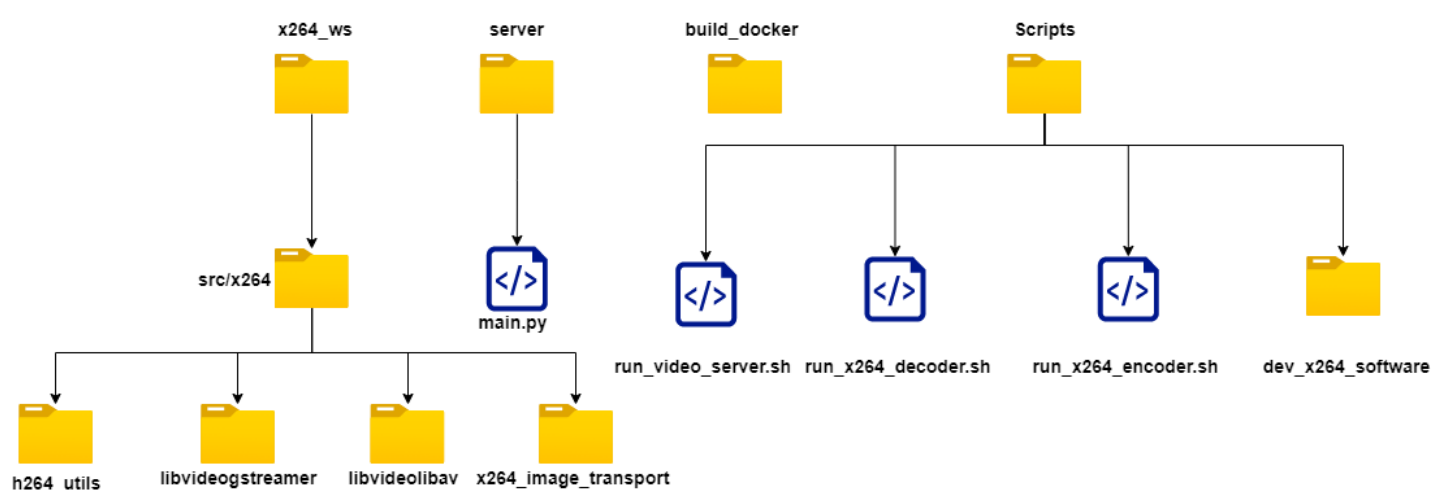 x264_ws
server
build_docker
Scripts
src/x264
</>
main.py
</>
run_video_server.sh
</>
run_x264_decoder.sh
</>
run_x264_encoder.sh
dev_x264_software
h264_utils
libvideogstreamer
libvideolibav
x264_image_transport